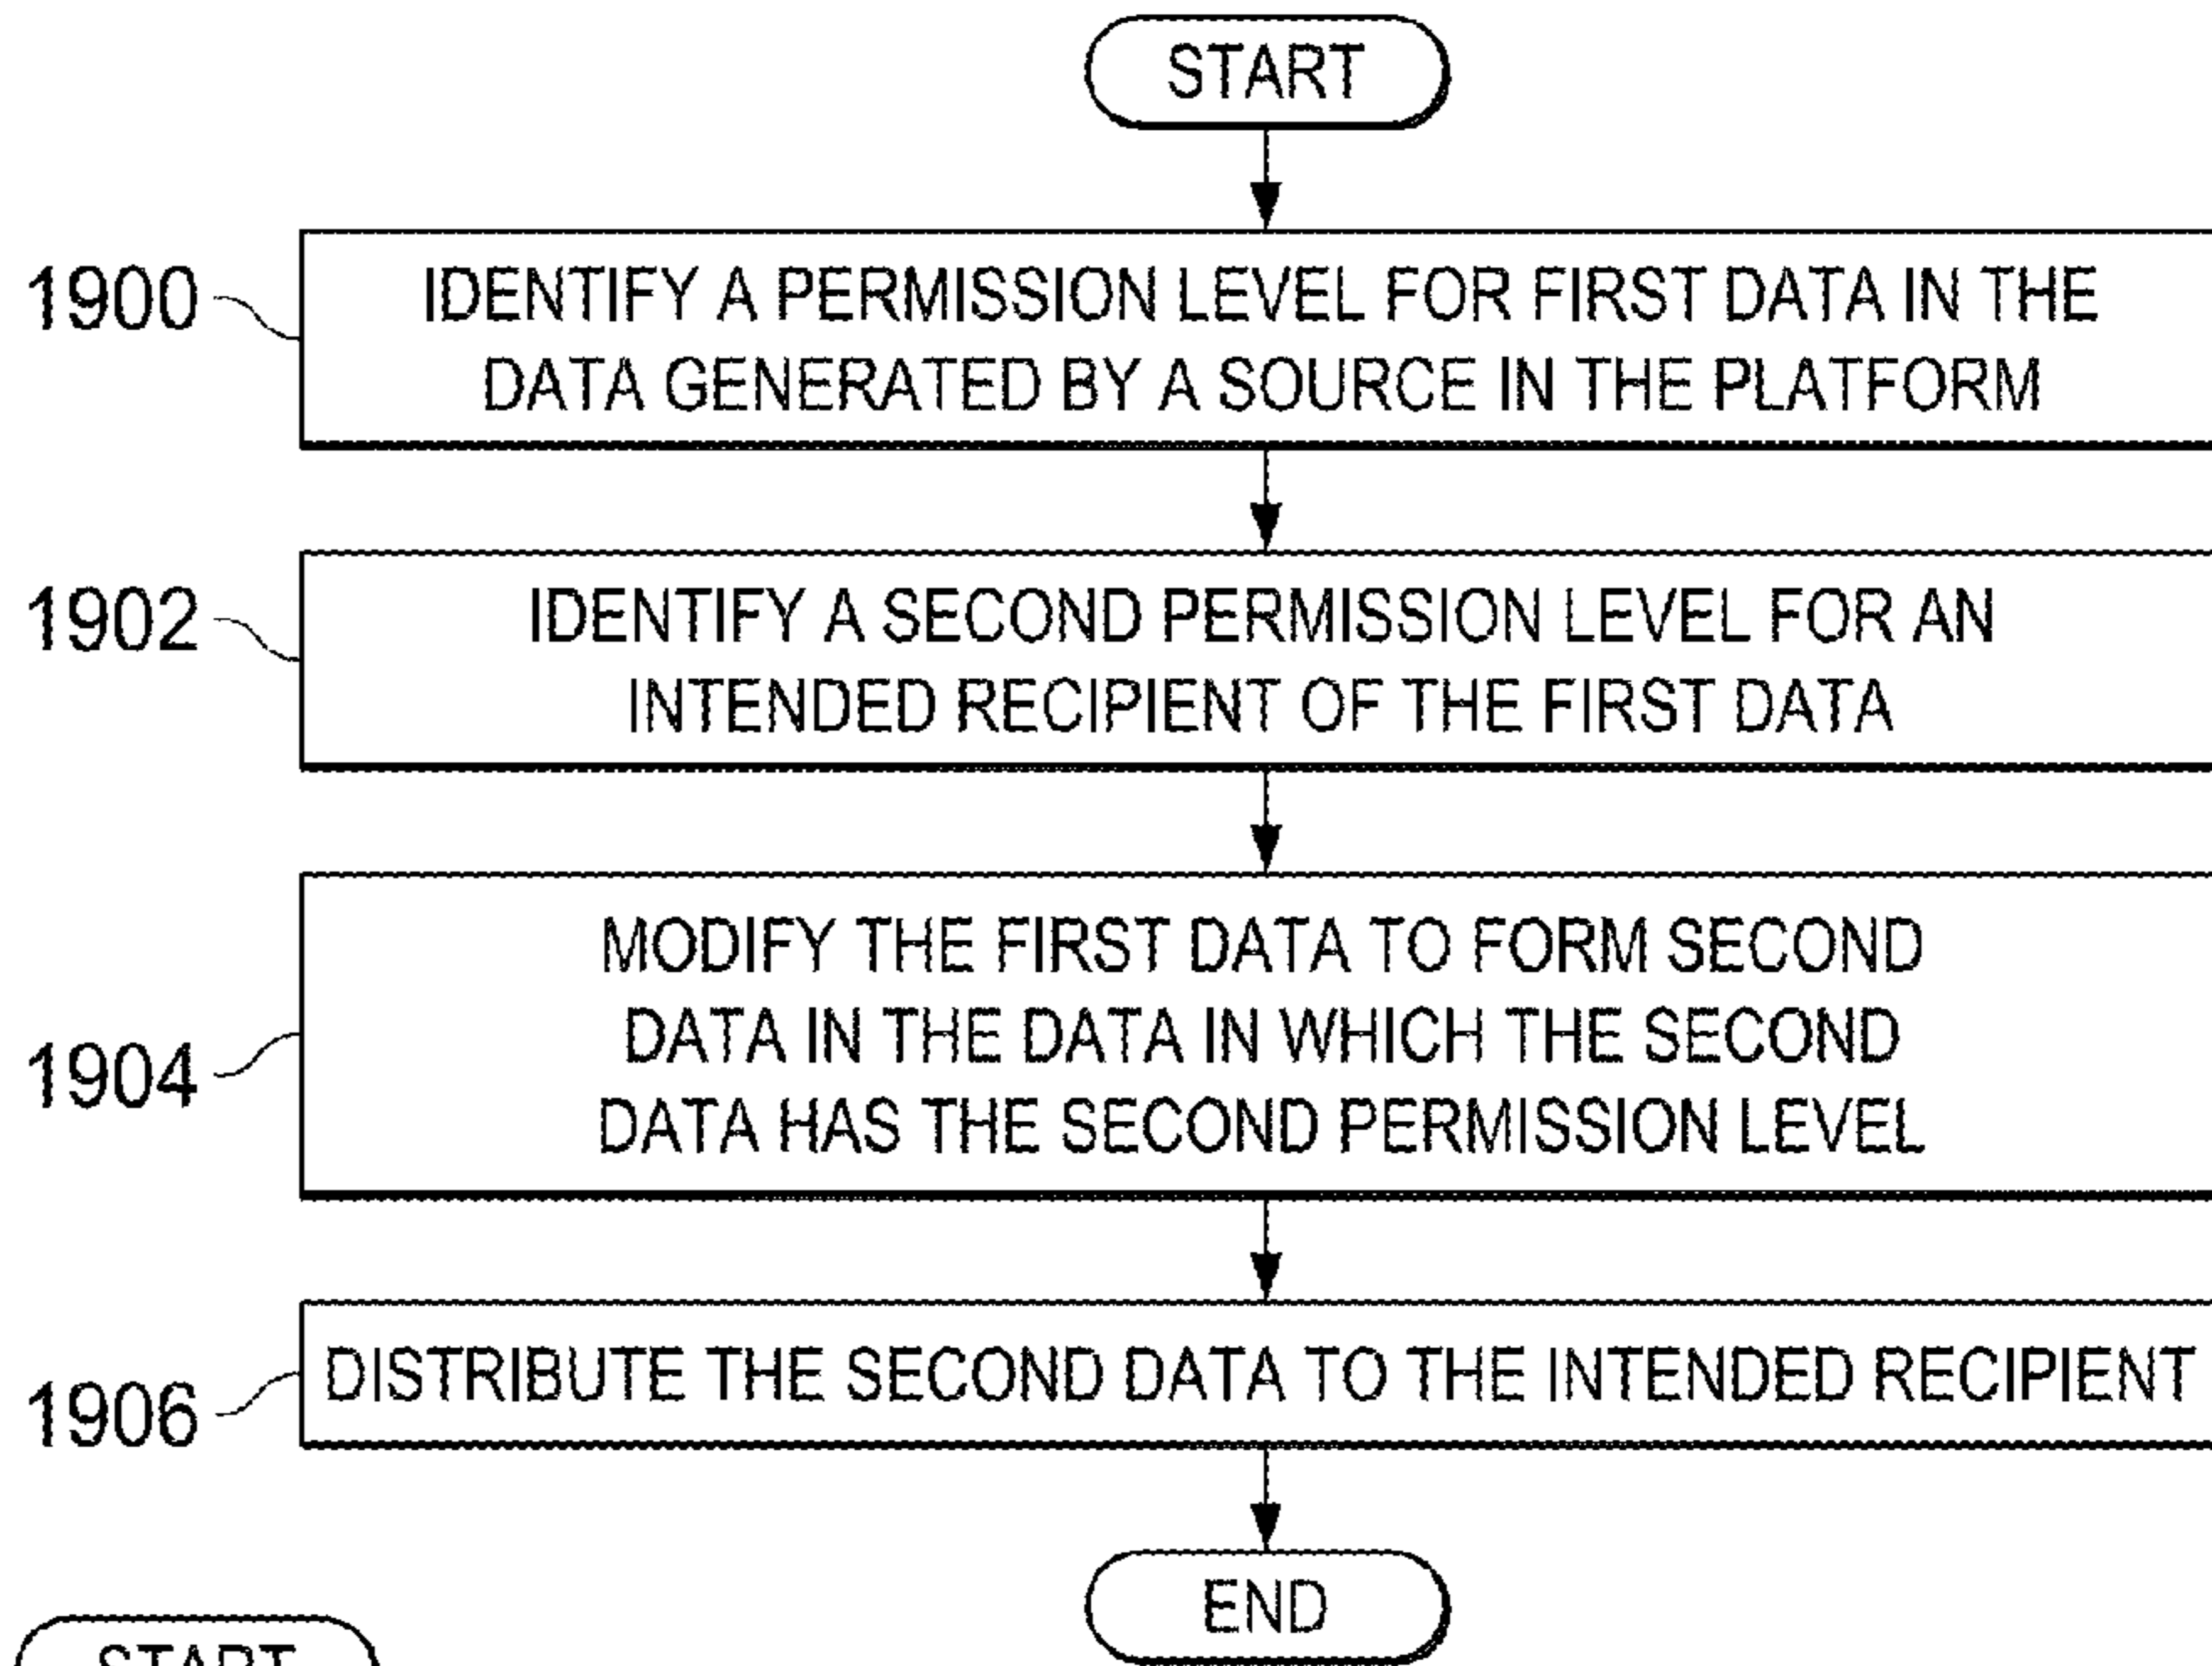 START
1900
IDENTIFY A PERMISSION LEVEL FOR FIRST DATA IN THE
DATA GENERATED BY A SOURCE IN THE PLATFORM
1902
IDENTIFY A SECOND PERMISSION LEVEL FOR AN
INTENDED RECIPIENT OF THE FIRST DATA
1904
MODIFY THE FIRST DATA TO FORM SECOND
DATA IN THE DATA IN WHICH THE SECOND
DATA HAS THE SECOND PERMISSION LEVEL
1906
DISTRIBUTE THE SECOND DATA TO THE INTENDED RECIPIENT
END
START